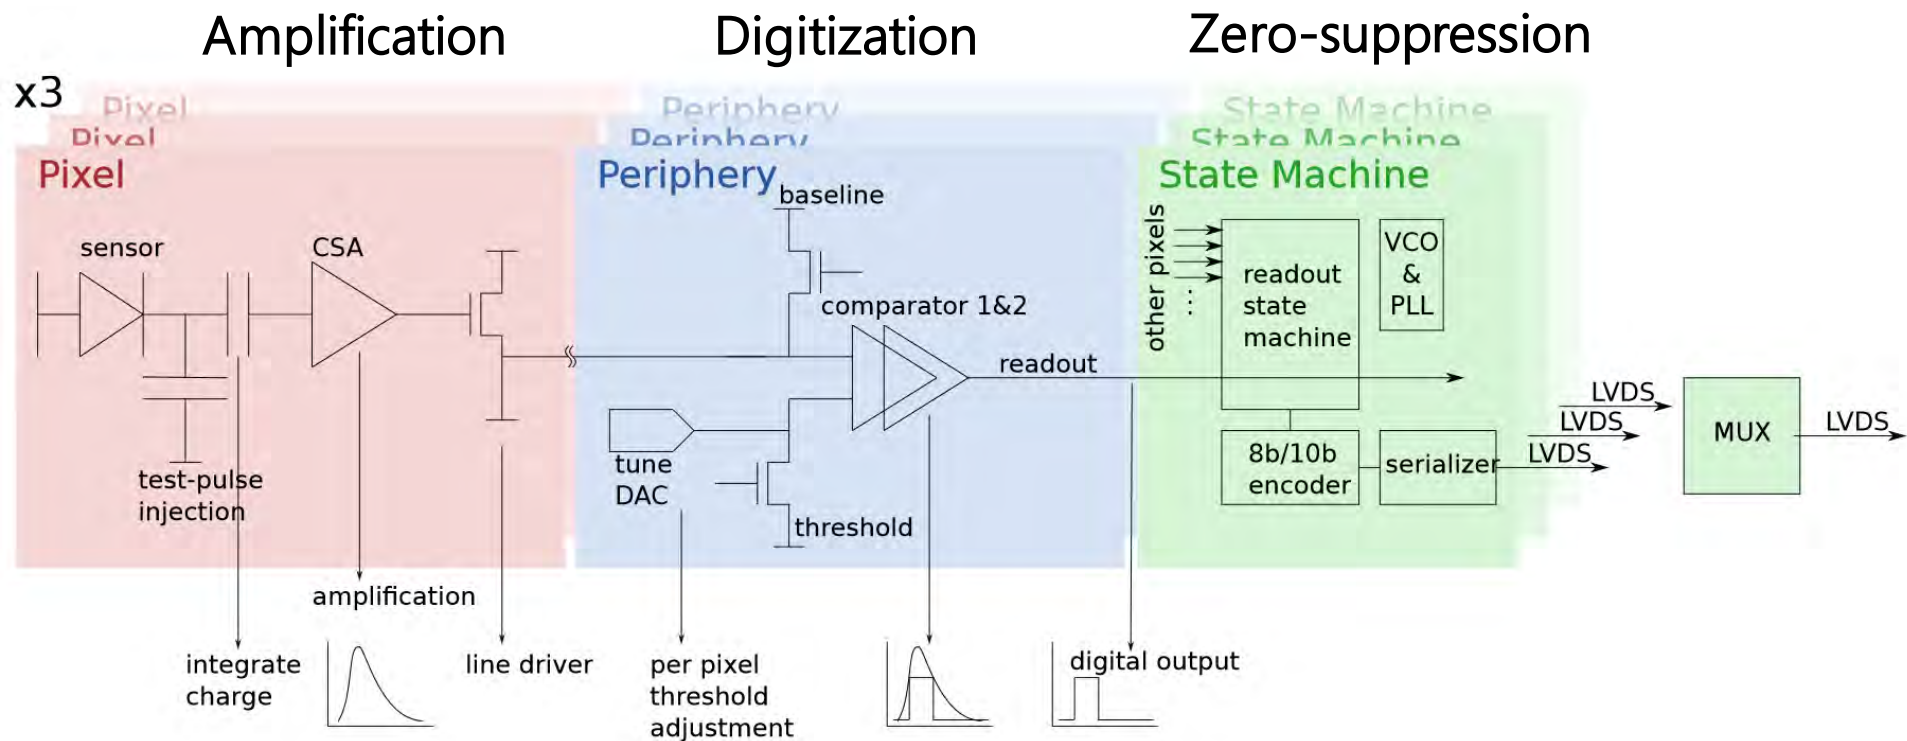 Amplification
Digitization
Zero-suppression
x3
Pixel
Periphery
State Machine
Pixel
Periphery
State Machine
Pixel
Periphery
State Machine
sensor
CSA
test-pulse
injection
amplification
integrate
charge
line driver
baseline
comparator 1&2
readout
tune
DAC
threshold
per pixel
threshold
adjustment
digital output
other pixels
...
readout
state
machine
VCO
&
PLL
8b/10b
encoder
serializer
LVDS
LVDS
LVDS
MUX
LVDS